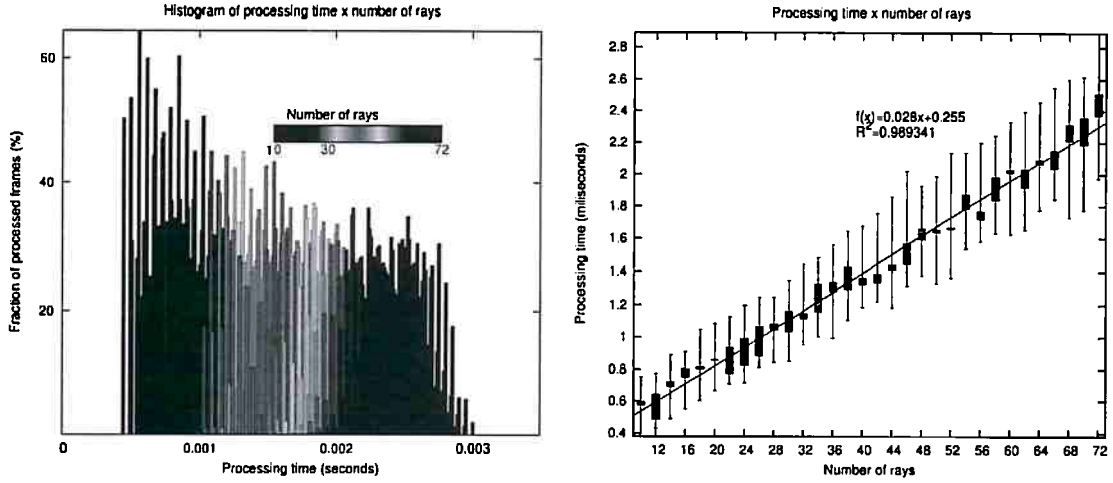 Histogram of processing time x number of rays
Fraction of processed frames (%)
60
40
20
Number of rays
10 30 72
0 0.001 0.002 0.003
Processing time (seconds)
Processing time x number of rays
Processing time (miliseconds)
2.8
2.6
2.4
2.2
2
1.8
1.6
1.4
1.2
1
0.8
0.6
0.4
f(x)=0.028x+0.255
R²=0.989341
12 16 20 24 28 32 36 40 44 48 52 56 60 64 68 72
Number of rays